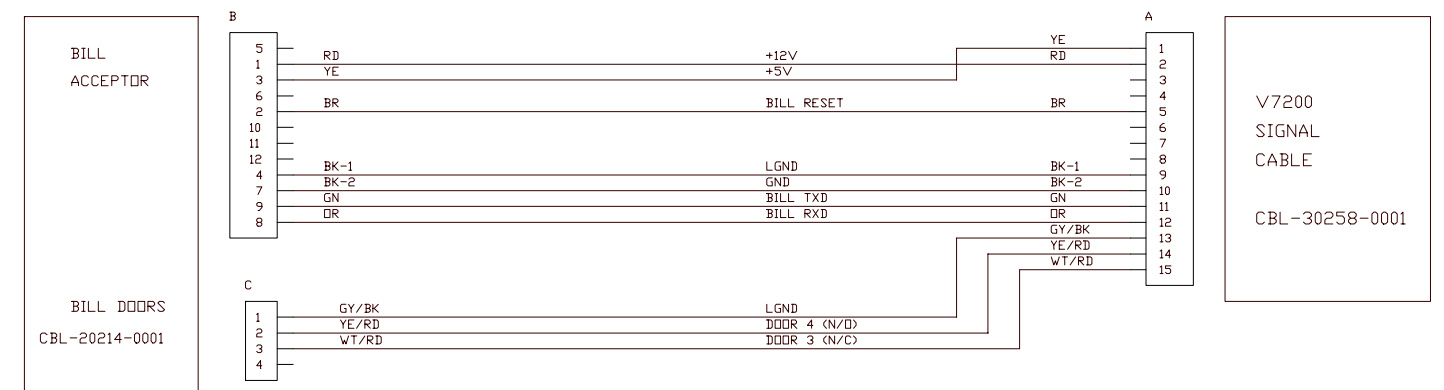 B
A
BILL
ACCEPTOR
BILL DOORS
CBL-20214-0001
5
1 RD +12V RD 2
3 YE +5V YE 1
6
2 BR BILL RESET BR 5
10
11
12
4 BK-1 LGND BK-1 9
7 BK-2 GND BK-2 10
9 GN BILL TXD GN 11
8 OR BILL RXD OR 12
3
4
6
7
8
GY/BK 13
YE/RD 14
WT/RD 15
C
1 GY/BK LGND
2 YE/RD DOOR 4 (N/O)
3 WT/RD DOOR 3 (N/C)
4
V7200
SIGNAL
CABLE
CBL-30258-0001